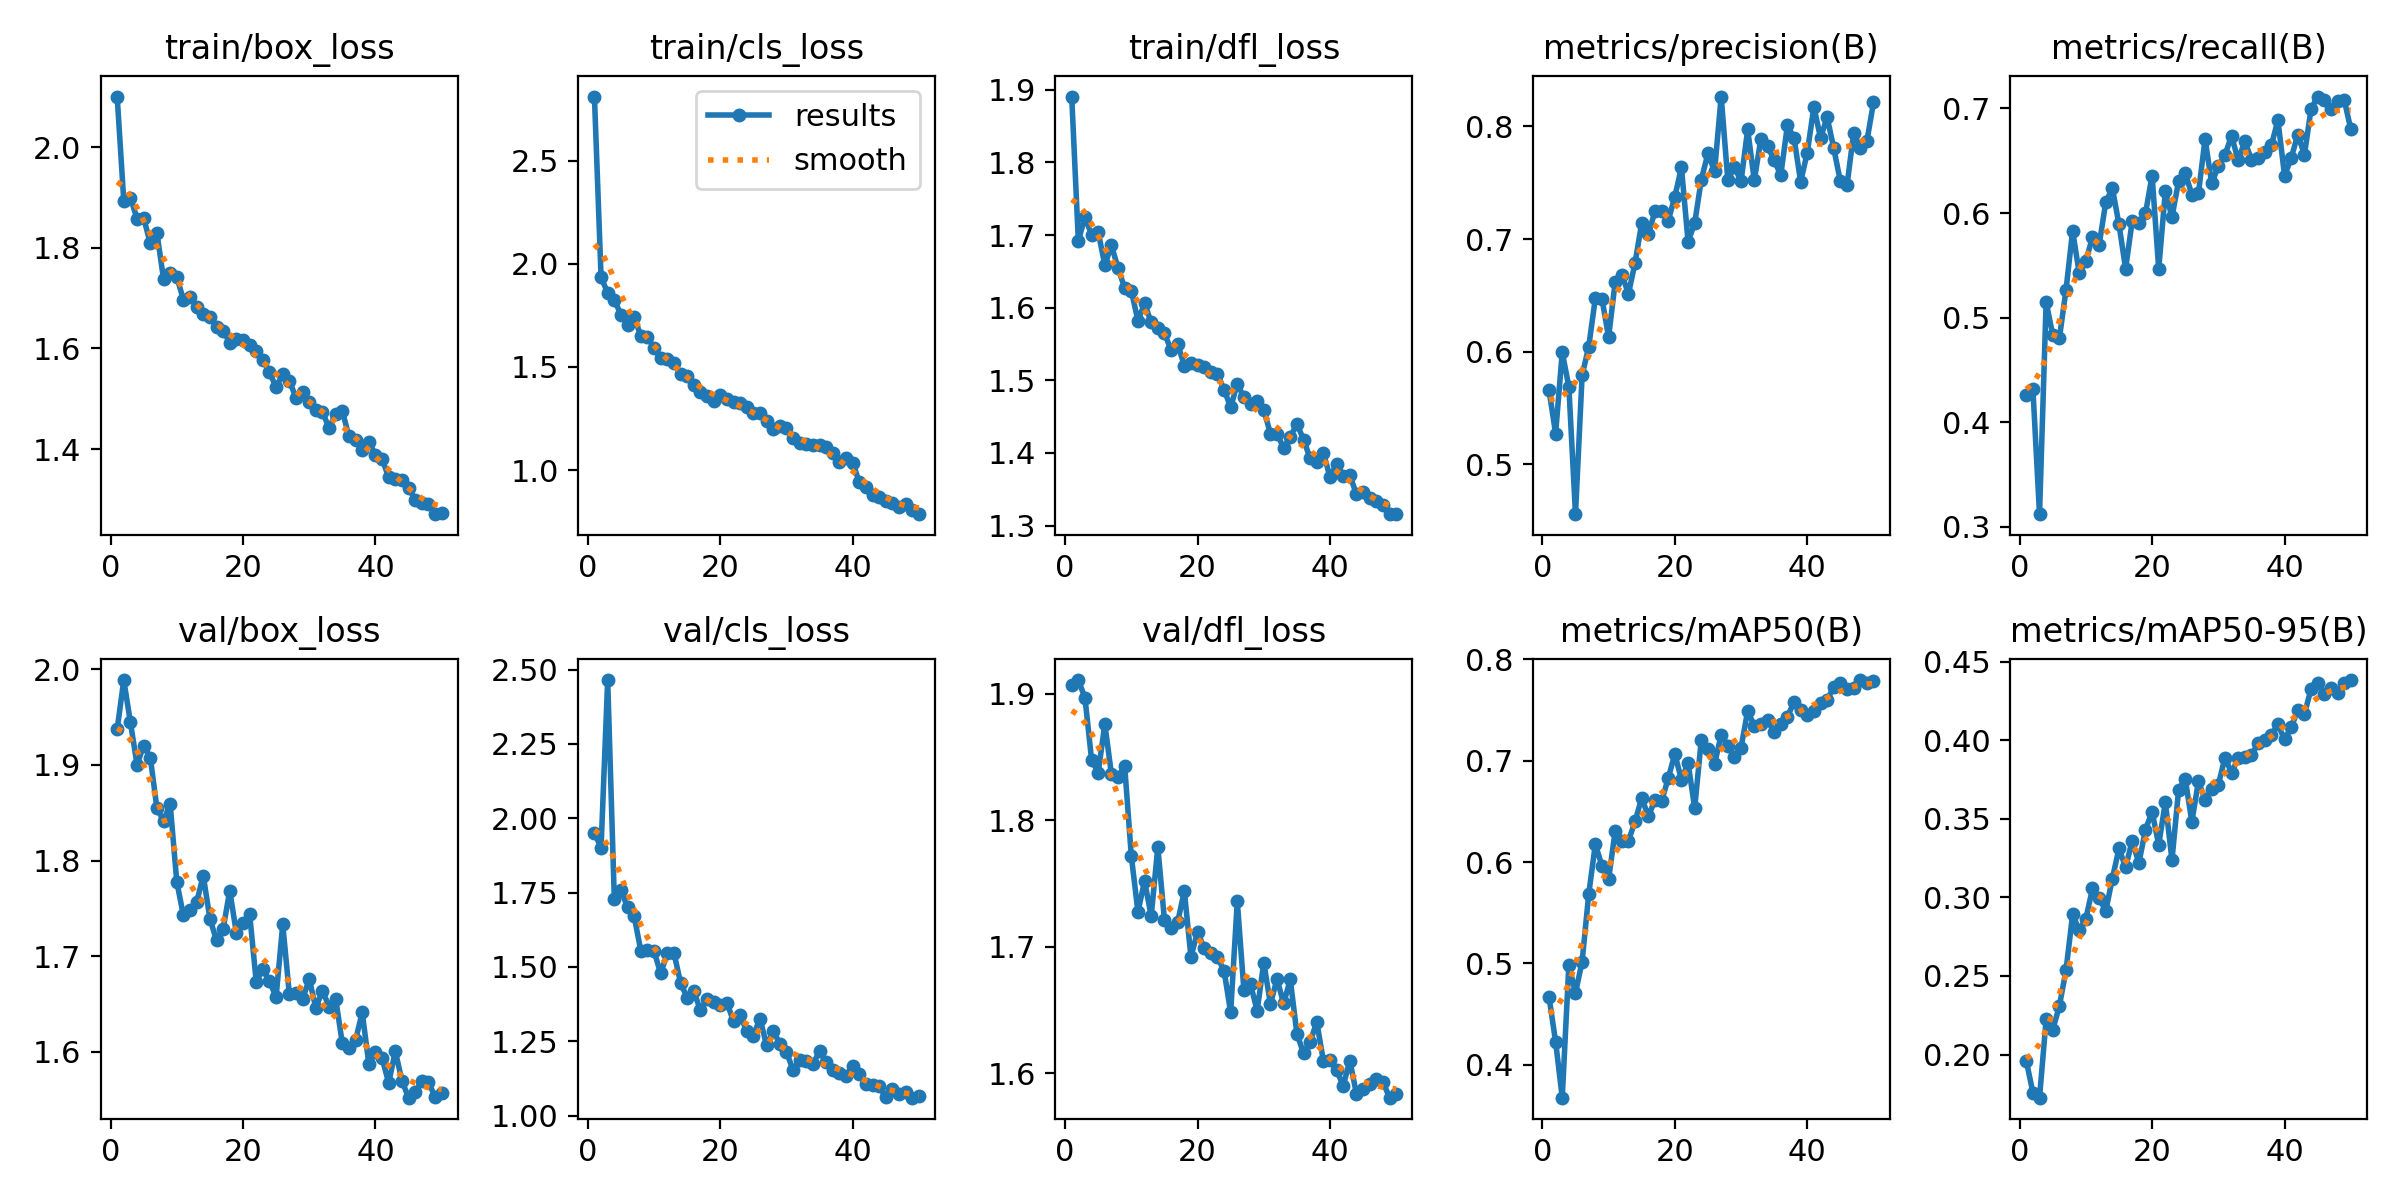 train/box_loss
2.0
1.8
1.6
1.4
0 20 40
train/cls_loss
results
smooth
2.5
2.0
1.5
1.0
0 20 40
train/dfl_loss
1.9
1.8
1.7
1.6
1.5
1.4
1.3
0 20 40
metrics/precision(B)
0.8
0.7
0.6
0.5
0 20 40
metrics/recall(B)
0.7
0.6
0.5
0.4
0.3
0 20 40
val/box_loss
2.0
1.9
1.8
1.7
1.6
0 20 40
val/cls_loss
2.50
2.25
2.00
1.75
1.50
1.25
1.00
0 20 40
val/dfl_loss
1.9
1.8
1.7
1.6
0 20 40
metrics/mAP50(B)
0.8
0.7
0.6
0.5
0.4
0 20 40
metrics/mAP50-95(B)
0.45
0.40
0.35
0.30
0.25
0.20
0 20 40